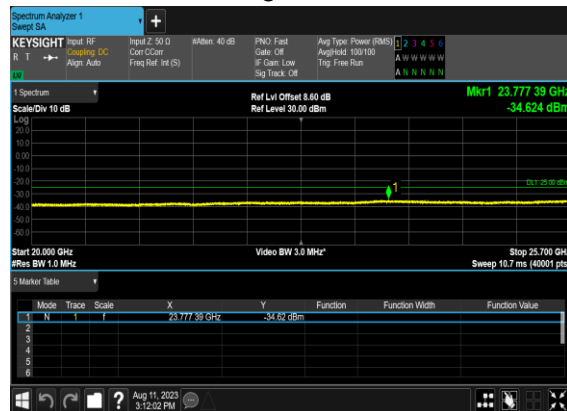 Spectrum Analyzer 1
Swept SA
+
KEYSIGHT Input: RF Input Z: 50 Ω #Atten: 40 dB PNO: Fast Avg Type: Power (RMS) 1 2 3 4 5 6
R T Coupling: DC Corr CCorr Gate: Off Avg|Hold: 100/100 A W W W W W
Align: Auto Freq Ref: Int (S) IF Gain: Low Trig: Free Run
Sig Track: Off A N N N N N
1 Spectrum Ref Lvl Offset 8.60 dB Mkr1 23.777 39 GHz
Scale/Div 10 dB Ref Level 30.00 dBm -34.624 dBm
Log
20.0
10.0
0.00
-10.0
-20.0
1
DL1 -25.00 dBm
-30.0
-40.0
-50.0
-60.0
Start 20.000 GHz Video BW 3.0 MHz* Stop 25.700 GHz
#Res BW 1.0 MHz Sweep 10.7 ms (40001 pts)
5 Marker Table
Mode Trace Scale X Y Function Function Width Function Value
1 N 1 f 23.777 39 GHz -34.62 dBm
2
3
4
5
6
? Aug 11, 2023
3:12:02 PM